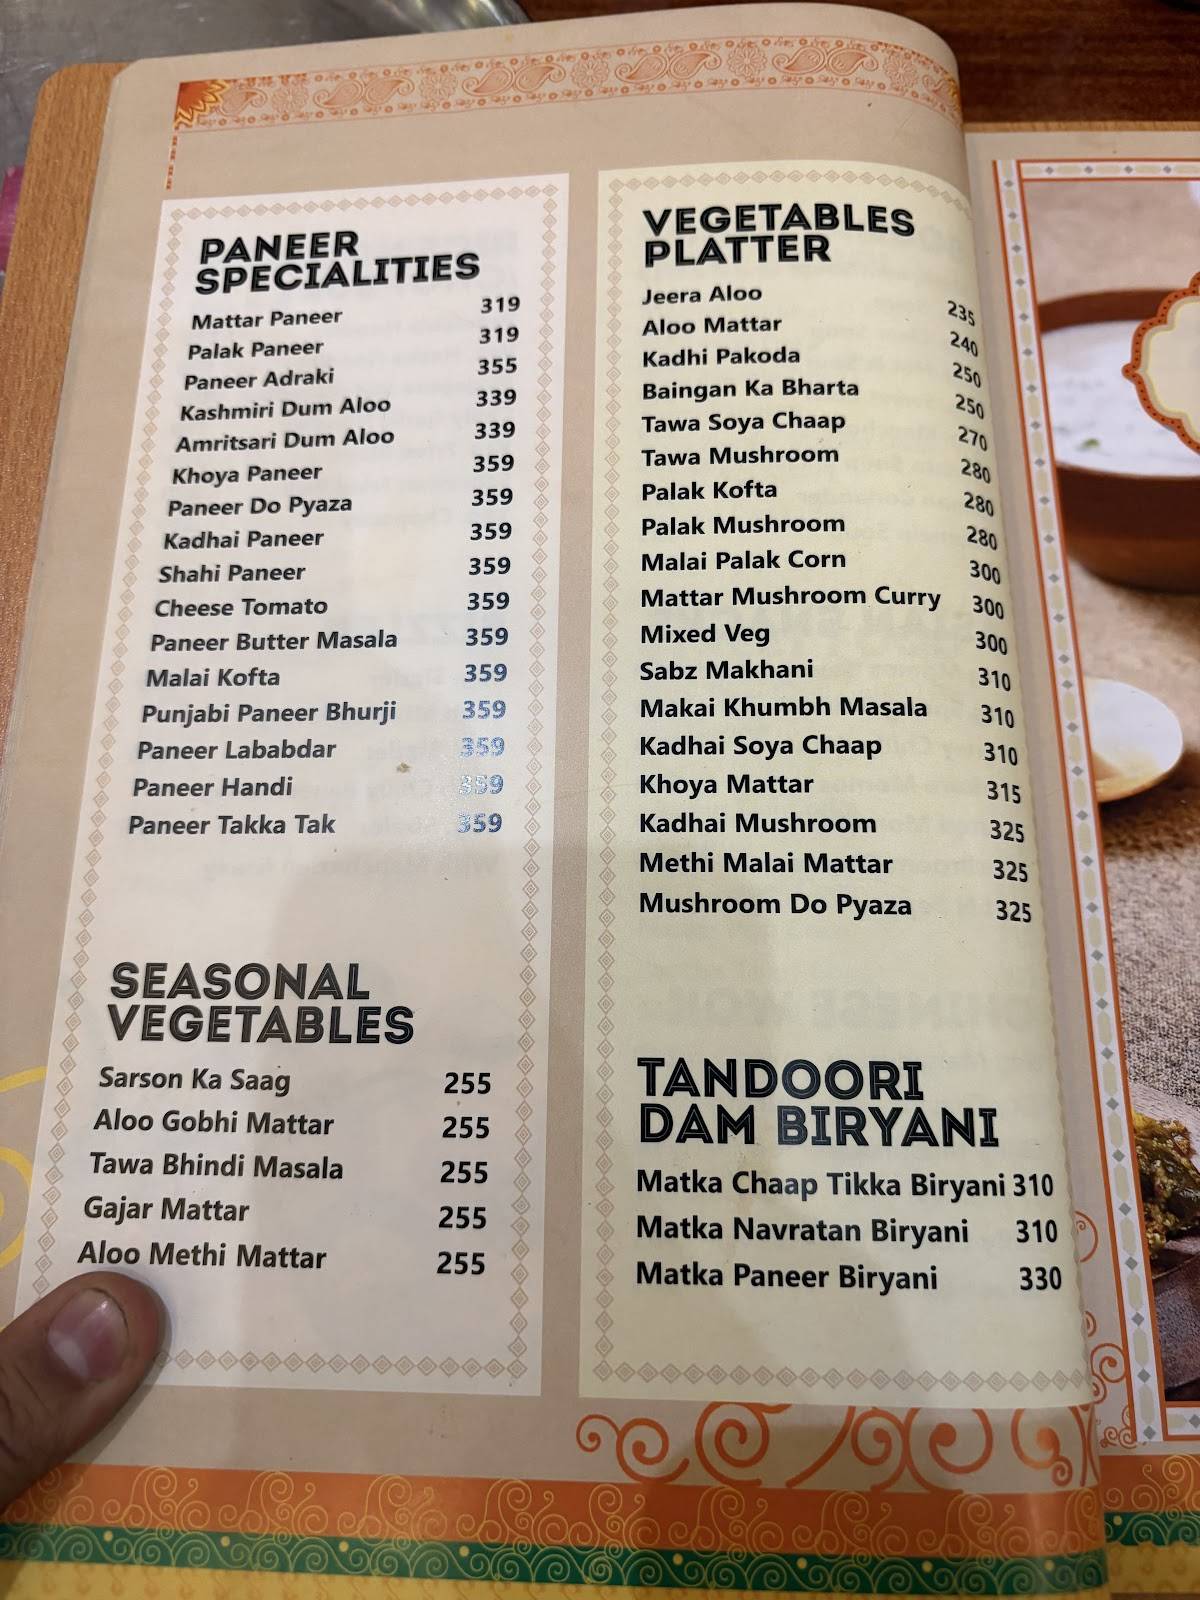 PANEER
SPECIALITIES
Mattar Paneer 319
Palak Paneer 319
Paneer Adraki 355
Kashmiri Dum Aloo 339
Amritsari Dum Aloo 339
Khoya Paneer 359
Paneer Do Pyaza 359
Kadhai Paneer 359
Shahi Paneer 359
Cheese Tomato 359
Paneer Butter Masala 359
Malai Kofta 359
Punjabi Paneer Bhurji 359
Paneer Lababdar 359
Paneer Handi 359
Paneer Takka Tak 359
SEASONAL
VEGETABLES
Sarson Ka Saag 255
Aloo Gobhi Mattar 255
Tawa Bhindi Masala 255
Gajar Mattar 255
Aloo Methi Mattar 255
VEGETABLES
PLATTER
Jeera Aloo 235
Aloo Mattar 240
Kadhi Pakoda 250
Baingan Ka Bharta 250
Tawa Soya Chaap 270
Tawa Mushroom 280
Palak Kofta 280
Palak Mushroom 280
Malai Palak Corn 300
Mattar Mushroom Curry 300
Mixed Veg 300
Sabz Makhani 310
Makai Khumbh Masala 310
Kadhai Soya Chaap 310
Khoya Mattar 315
Kadhai Mushroom 325
Methi Malai Mattar 325
Mushroom Do Pyaza 325
TANDOORI
DAM BIRYANI
Matka Chaap Tikka Biryani 310
Matka Navratan Biryani 310
Matka Paneer Biryani 330